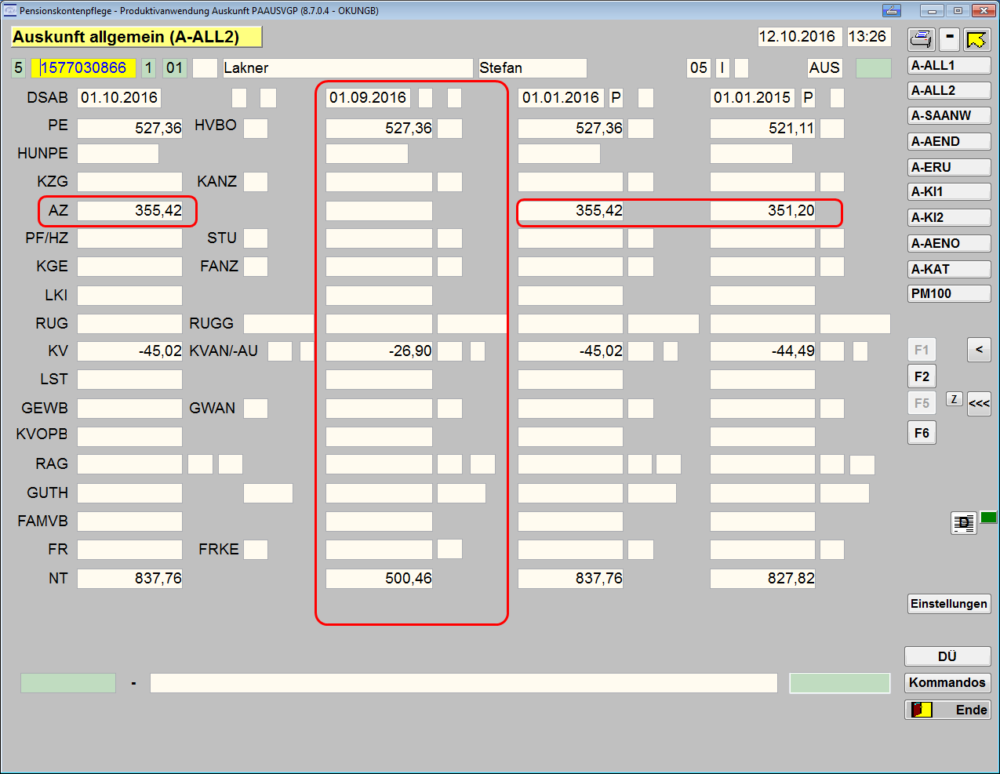 Pensionskontenpflege - Produktivanwendung Auskunft PAAUSVGP (8.7.0.4 - OKUNGB)
Auskunft allgemein (A-ALL2) 12.10.2016 13:26 -
5 1577030866 1 01 Lakner Stefan 05 I AUS A-ALL1
DSAB 01.10.2016 01.09.2016 01.01.2016 P 01.01.2015 P A-ALL2
PE 527,36 HVBO 527,36 527,36 521,11 A-SAANW
HUNPE A-AEND
KZG KANZ A-ERU
A-KI1
AZ 355,42 355,42 351,20 A-KI2
PF/HZ STU A-AENO
KGE FANZ A-KAT
LKI PM100
RUG RUGG
KV -45,02 KVAN/-AU -26,90 -45,02 -44,49 F1 <
LST F2
GEWB GWAN F5 Z <<<
KVOPB F6
RAG
GUTH
FAMVB D
FR FRKE
NT 837,76 500,46 837,76 827,82
Einstellungen
DÜ
- Kommandos
Ende